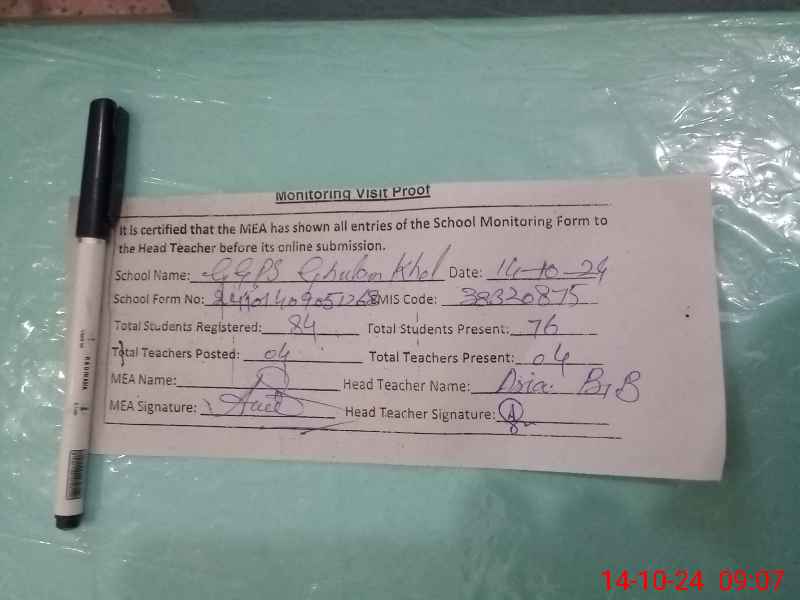 Monitoring Visit Proof
It is certified that the MEA has shown all entries of the School Monitoring Form to
the Head Teacher before its online submission.
School Name: GGPS Ghulam Khel Date: 14-10-24
School Form No: EMIS Code: 38320875
Total Students Registered: 84 Total Students Present: 76
Total Teachers Posted: 04 Total Teachers Present: 04
MEA Name: Head Teacher Name: BiB
MEA Signature: Head Teacher Signature: A
14-10-24 09:07